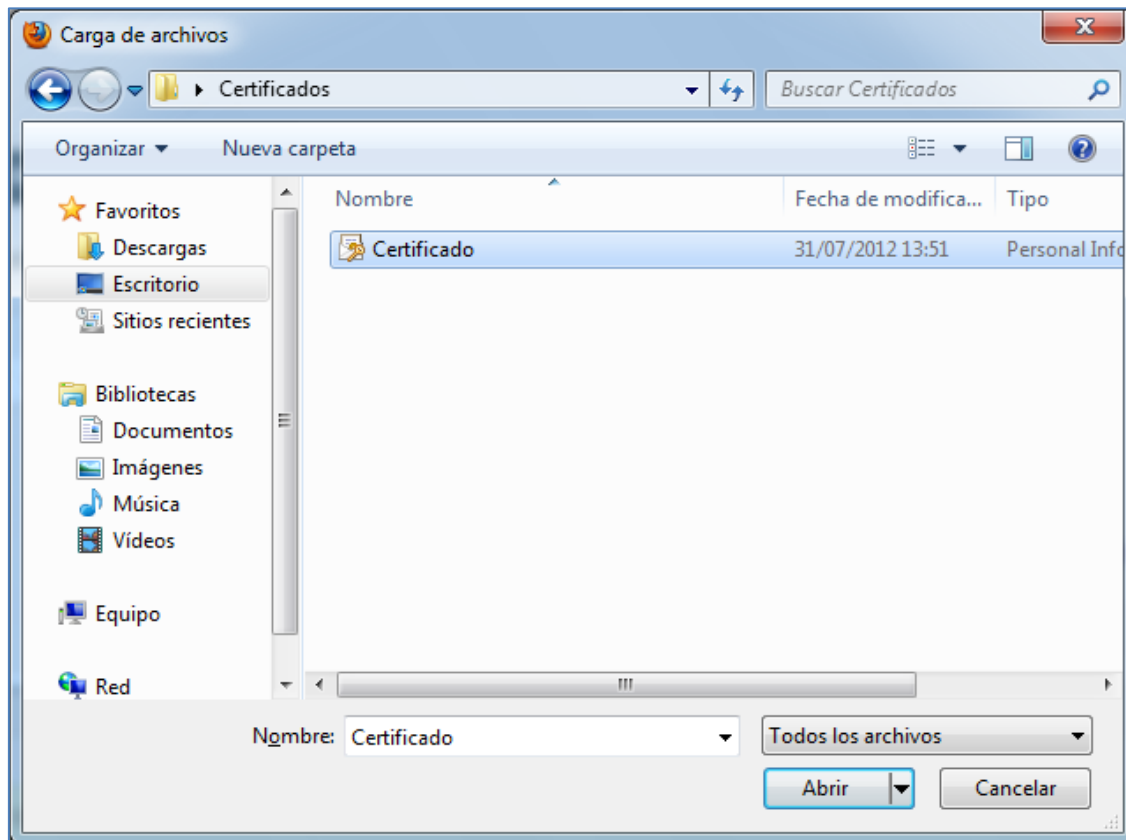 Carga de archivos
Certificados
Buscar Certificados
Organizar
Nueva carpeta
Favoritos
Descargas
Escritorio
Sitios recientes
Bibliotecas
Documentos
Imágenes
Música
Vídeos
Equipo
Red
Nombre
Fecha de modifica...
Tipo
Certificado
31/07/2012 13:51
Personal Info
Nombre:
Certificado
Todos los archivos
Abrir
Cancelar